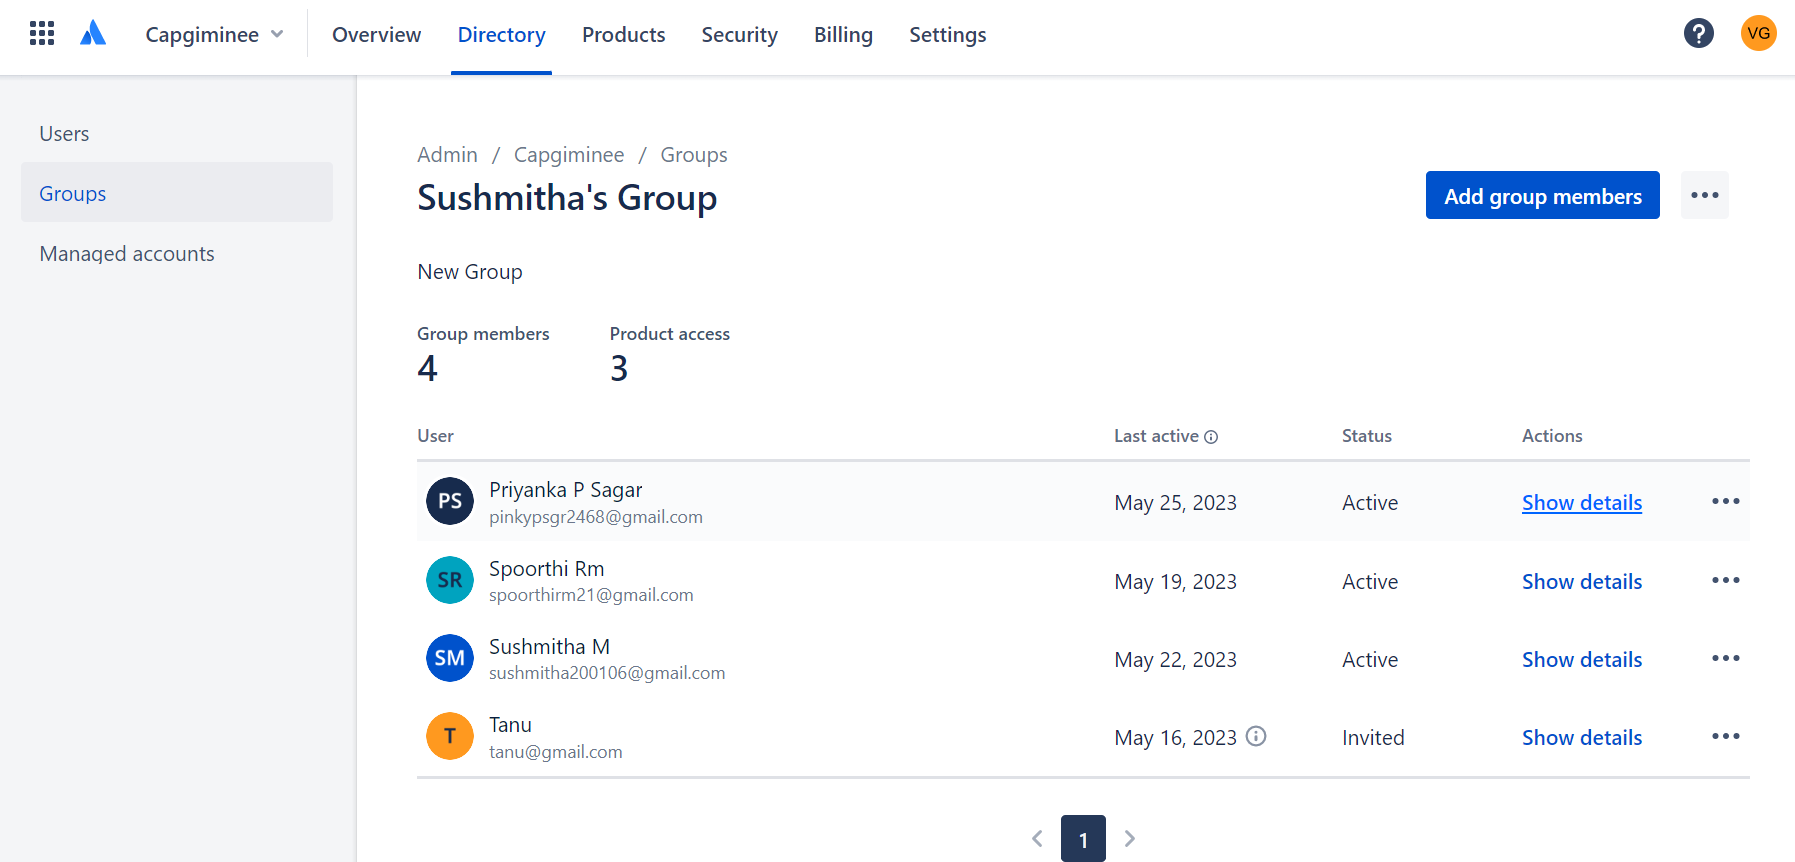 Capgiminee Overview Directory Products Security Billing Settings ? VG
Users
Groups
Managed accounts
Admin / Capgiminee / Groups
Sushmitha's Group
Add group members
New Group
Group members Product access
4 3
User Last active Status Actions
PS Priyanka P Sagar May 25, 2023 Active Show details
pinkypsgr2468@gmail.com
SR Spoorthi Rm May 19, 2023 Active Show details
spoorthirm21@gmail.com
SM Sushmitha M May 22, 2023 Active Show details
sushmitha200106@gmail.com
T Tanu May 16, 2023 Invited Show details
tanu@gmail.com
1